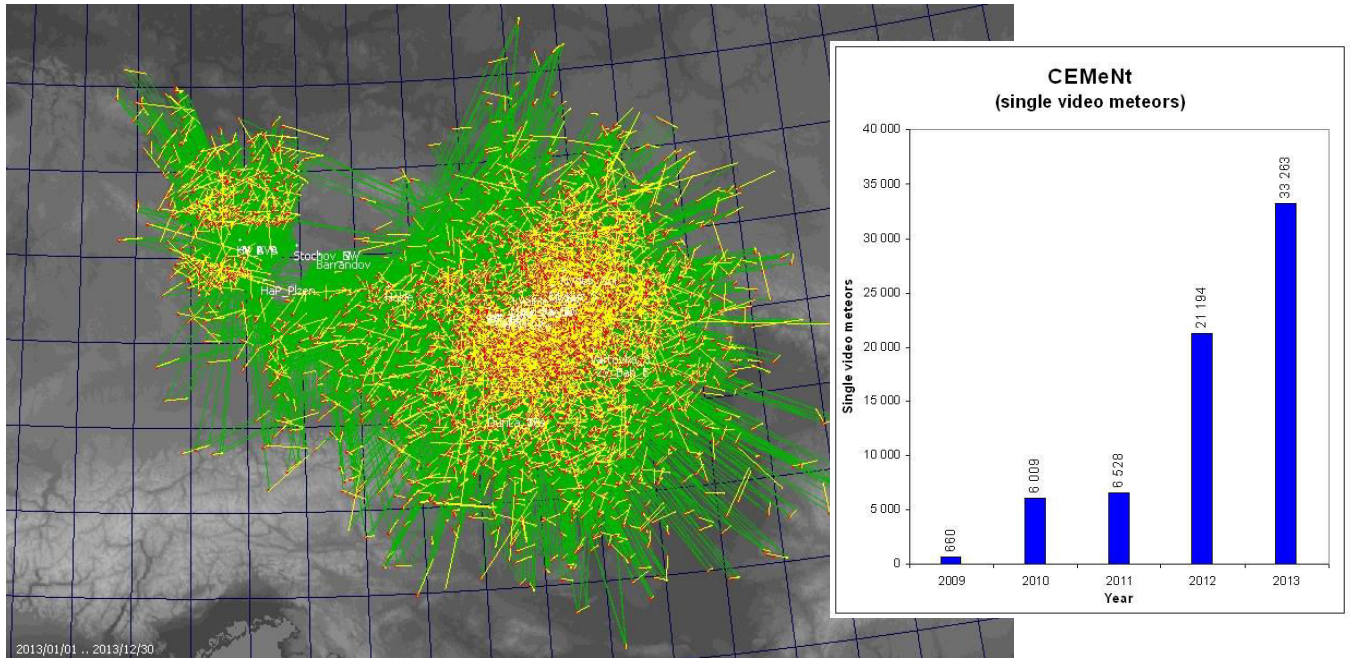 Stochov
Barrandov
HaP_Plzen
2013/01/01 .. 2013/12/30
CEMeNt
(single video meteors)
Single video meteors
40 000
35 000
30 000
25 000
20 000
15 000
10 000
5 000
0
660
6 009
6 528
21 194
33 263
2009 2010 2011 2012 2013
Year